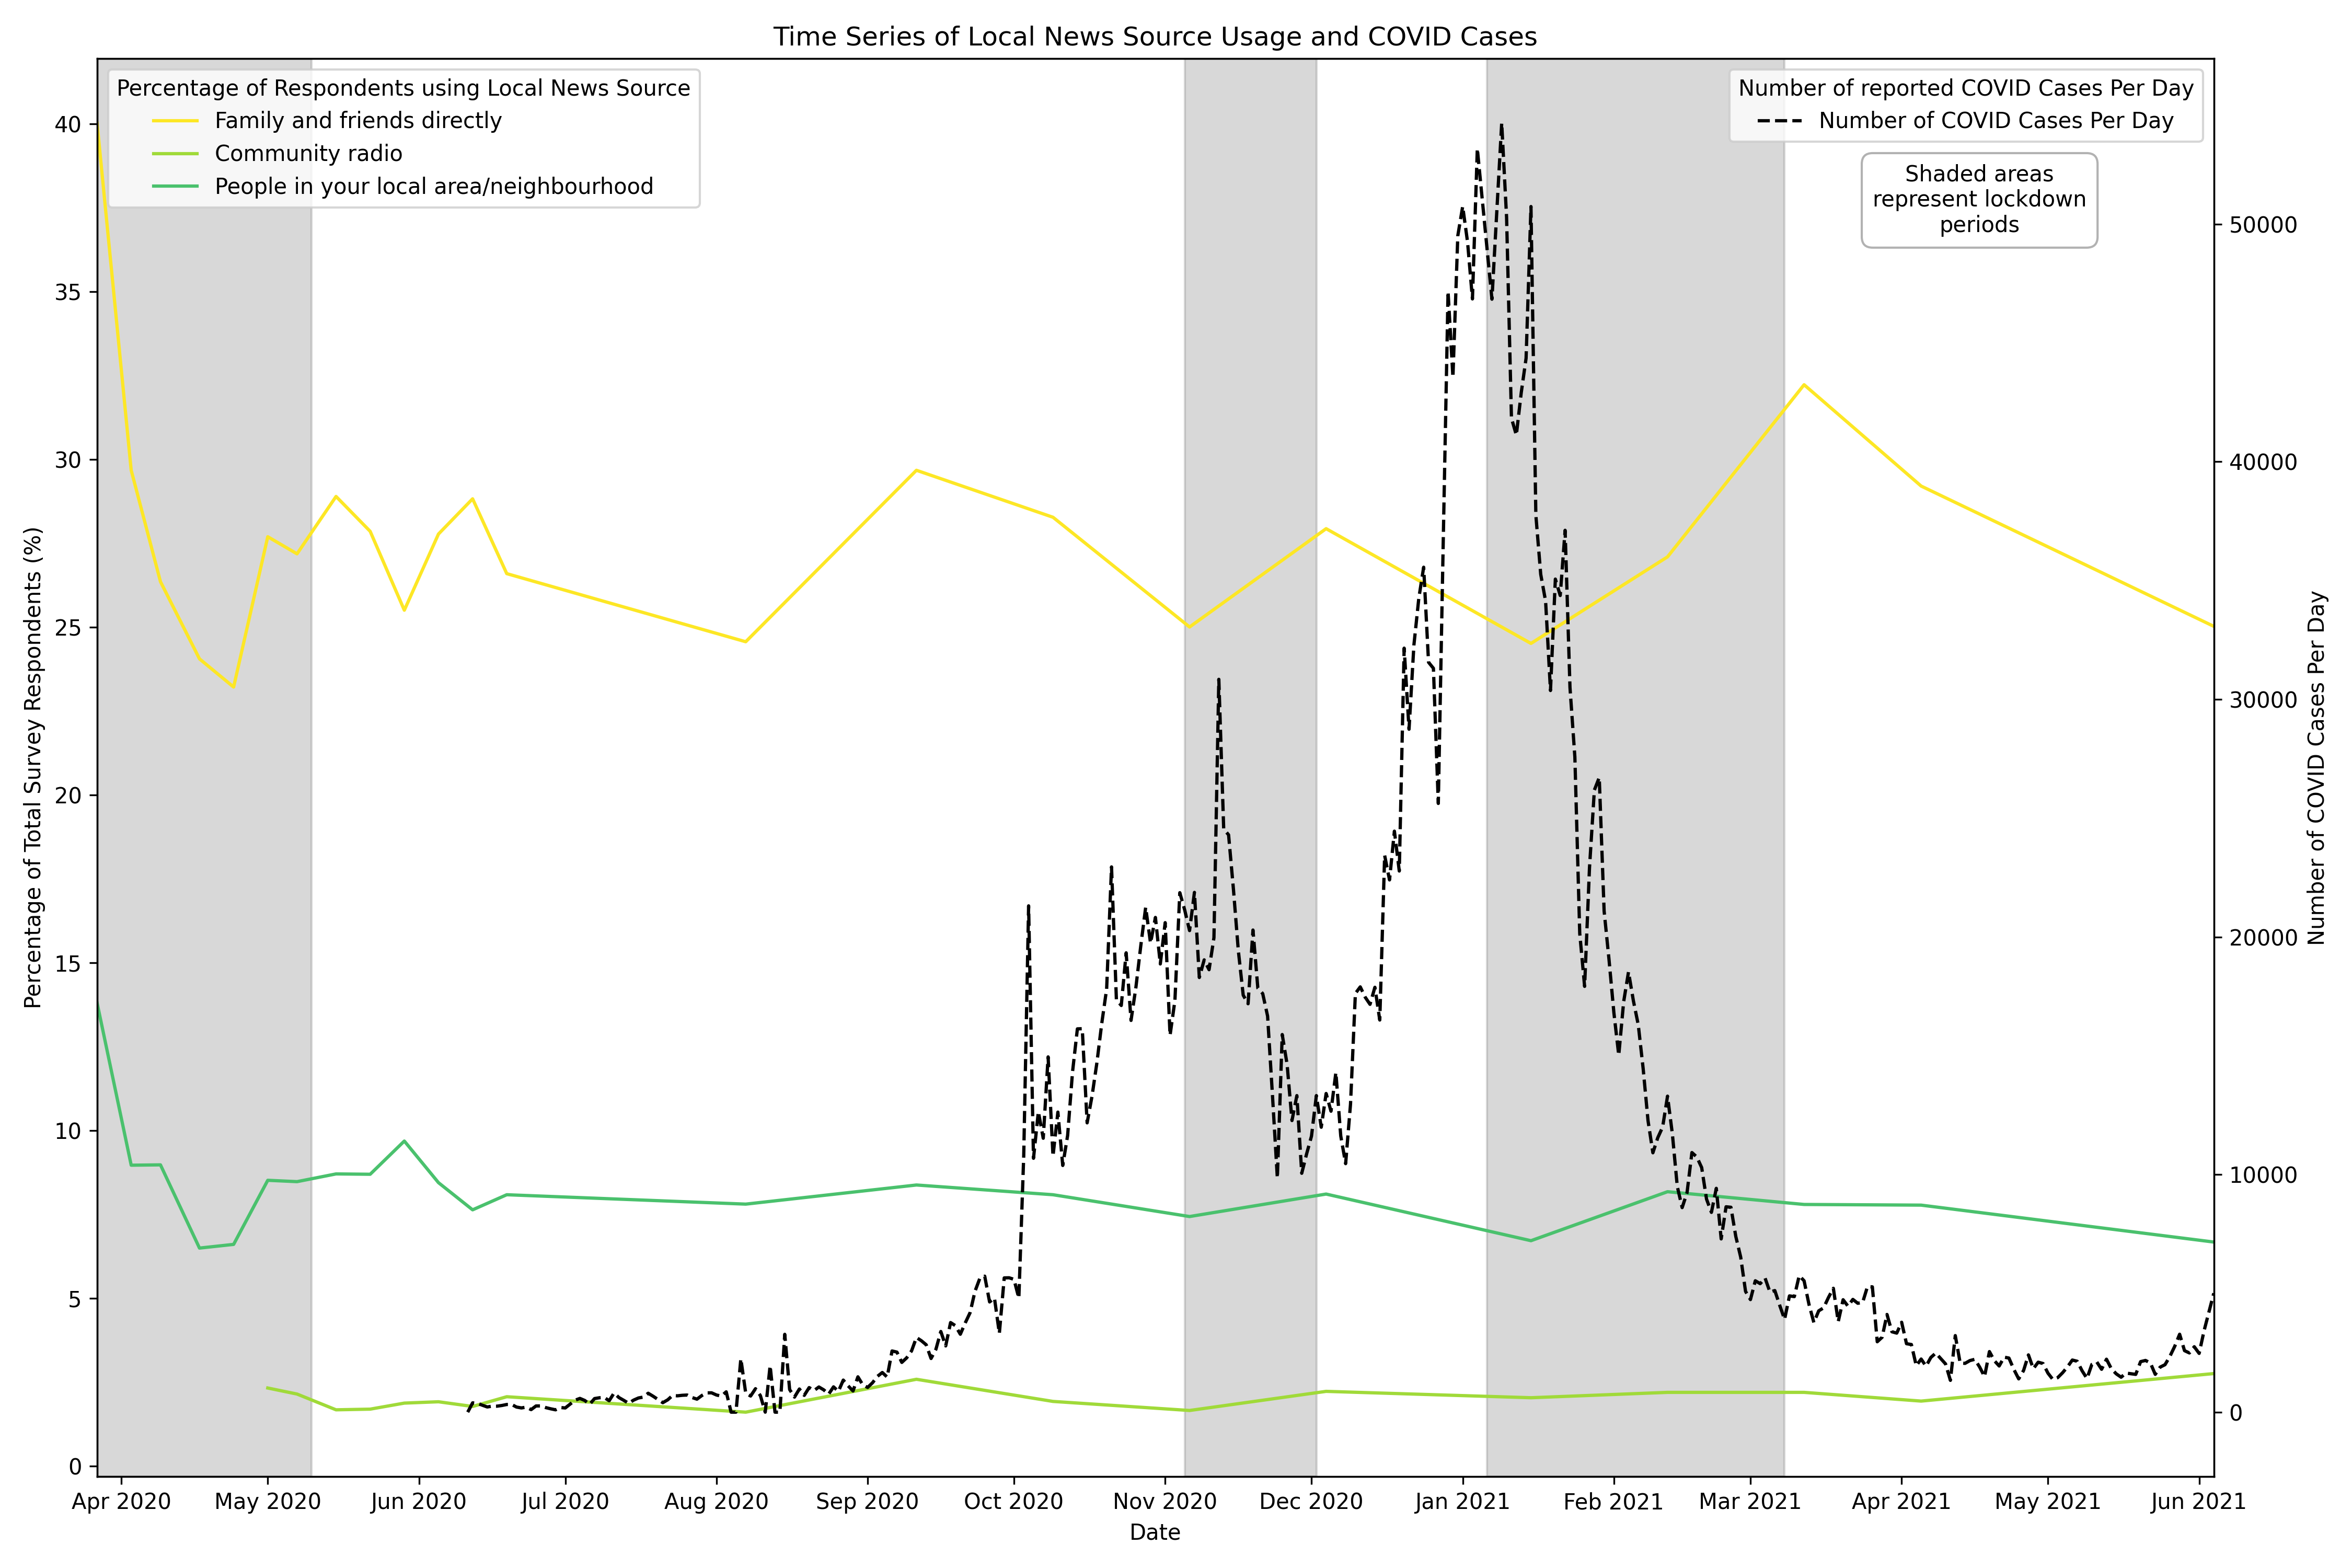 Time Series of Local News Source Usage and COVID Cases
Percentage of Respondents using Local News Source
Family and friends directly
Community radio
People in your local area/neighbourhood
Number of reported COVID Cases Per Day
Number of COVID Cases Per Day
Shaded areas
represent lockdown
periods
Percentage of Total Survey Respondents (%)
40
35
30
25
20
15
10
5
0
50000
40000
30000
20000
10000
0
Number of COVID Cases Per Day
Apr 2020 May 2020 Jun 2020 Jul 2020 Aug 2020 Sep 2020 Oct 2020 Nov 2020 Dec 2020 Jan 2021 Feb 2021 Mar 2021 Apr 2021 May 2021 Jun 2021
Date